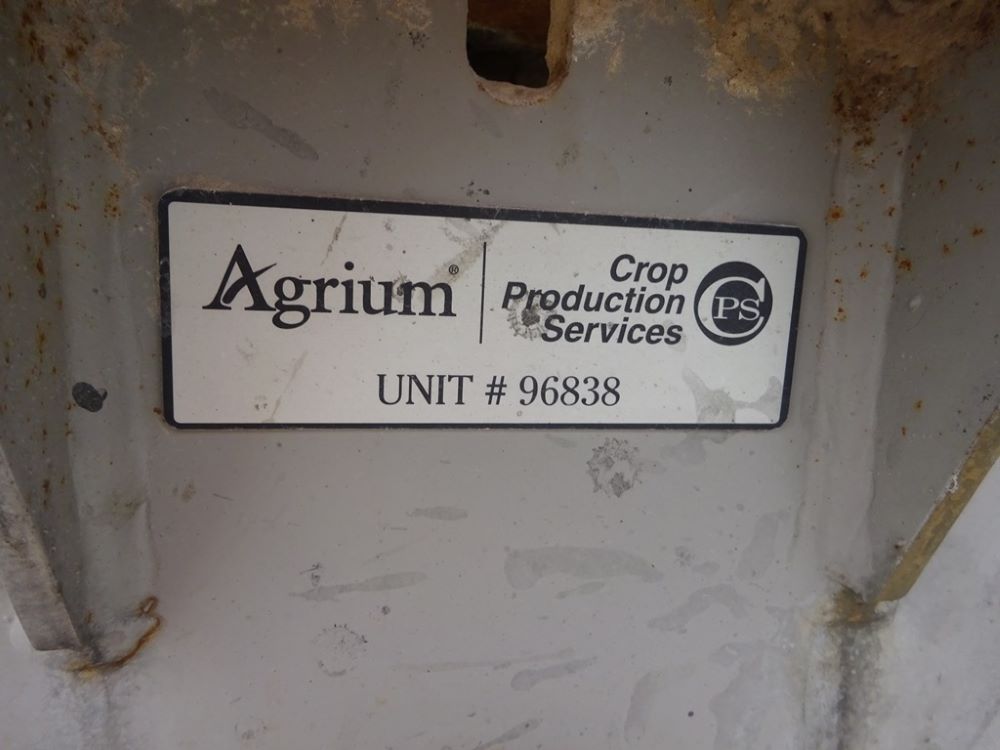 Agrium®
Crop
Production
Services
CPS
UNIT # 96838